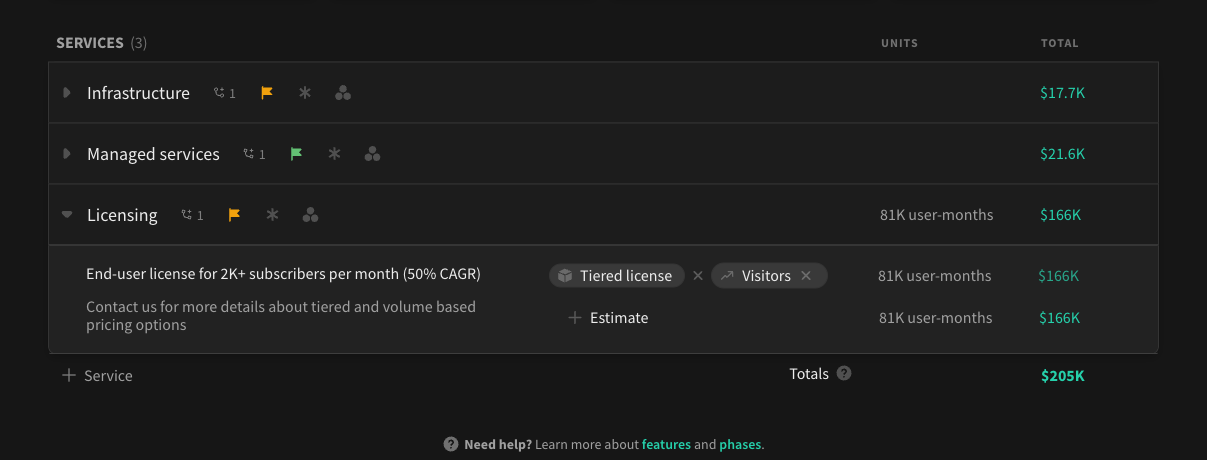 SERVICES (3) UNITS TOTAL
Infrastructure 1 $17.7K
Managed services 1 $21.6K
Licensing 1 81K user-months $166K
End-user license for 2K+ subscribers per month (50% CAGR) Tiered license × Visitors × 81K user-months $166K
Contact us for more details about tiered and volume based
pricing options
+ Estimate 81K user-months $166K
+ Service Totals ? $205K
? Need help? Learn more about features and phases.